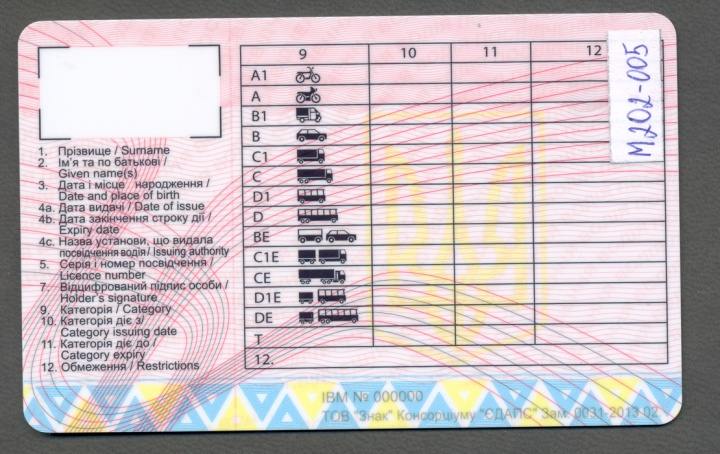 1. Прізвище / Surname
2. Ім'я та по батькові /
Given name(s)
3. Дата і місце народження /
Date and place of birth
4a. Дата видачі / Date of issue
4b. Дата закінчення строку дії /
Expiry date
4c. Назва установи, що видала
посвідчення водія / Issuing authority
5. Серія і номер посвідчення /
Licence number
7. Відцифрований підпис особи /
Holder's signature
9. Категорія / Category
10. Категорія діє з/
Category issuing date
11. Категорія діє до /
Category expiry
12. Обмеження / Restrictions
9 10 11 12
A1
A
B1
B
C1
C
D1
D
BE
C1E
CE
D1E
DE
T
12.
M202-005
ІВМ № 000000
ТОВ "Знак" Консорціуму "ЄДАПС" Зам. 0031-2013 02